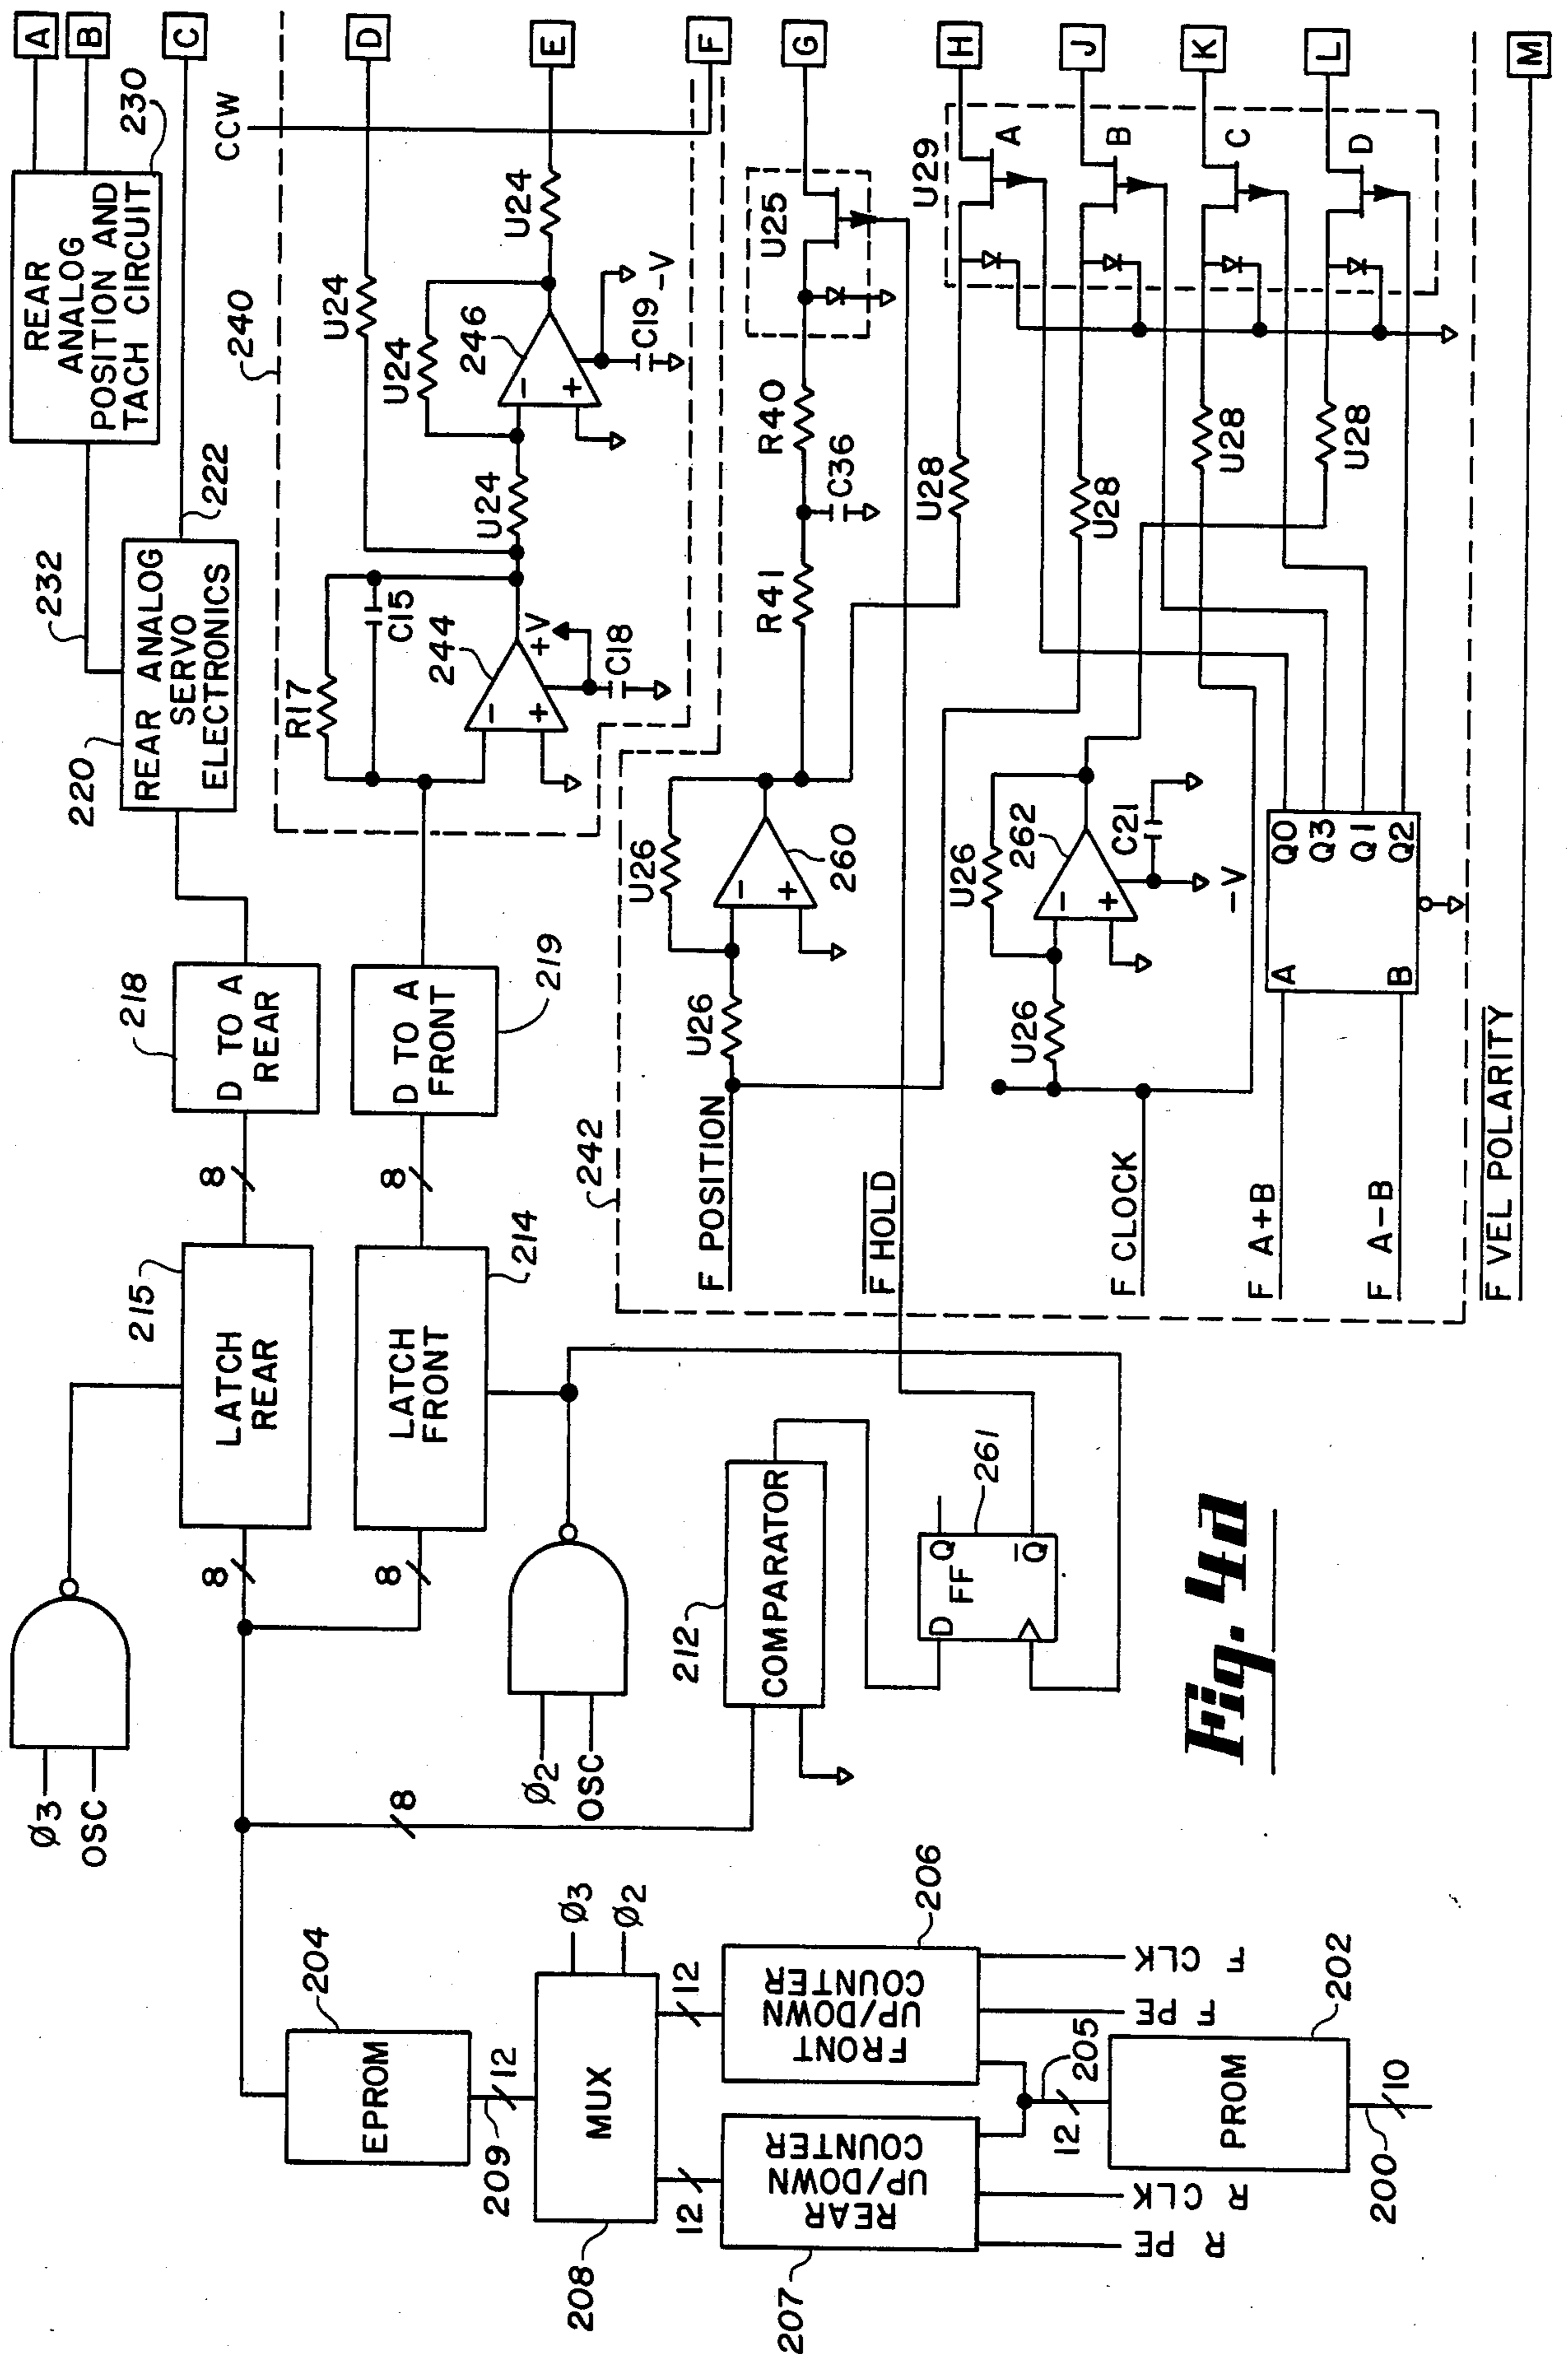 A
B
C
D
E
F
G
H
J
K
L
M
REAR
ANALOG
POSITION AND
TACH CIRCUIT
230
232
222
REAR ANALOG
SERVO
ELECTRONICS
220
CCW
240
U24
U24
U24
U24
246
C19
-V
R17
C15
244
+V
C18
-
+
-
+
218
D TO A
REAR
D TO A
FRONT
219
8
8
215
LATCH
REAR
LATCH
FRONT
214
8
8
Ø3
OSC
Ø2
OSC
242
F POSITION
U26
U26
260
-
+
R41
C36
R40
U25
F HOLD
U28
U28
U28
U28
U29
A
B
C
D
F CLOCK
U26
U26
262
-
+
C21
-V
F A+B
F A-B
A
B
Q0
Q3
Q1
Q2
F VEL POLARITY
212
COMPARATOR
8
D
Q
FF
Q
261
204
EPROM
209
12
MUX
208
Ø3
Ø2
12
12
206
FRONT
UP/DOWN
COUNTER
REAR
UP/DOWN
COUNTER
207
F PE
F CLK
R PE
R CLK
205
12
202
PROM
200
10
Fig. 4d